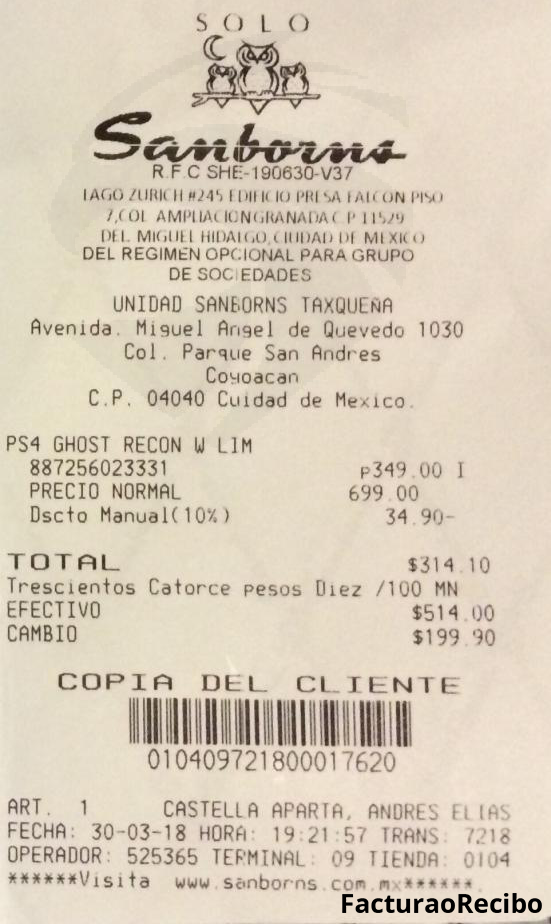 SOLO
Sanborns
R.F.C SHE-190630-V37
LAGO ZURICH #245 EDIFICIO PRESA FALCON PISO
7,COL. AMPLIACION GRANADA C P 11529
DEL. MIGUEL HIDALGO, CIUDAD DE MEXICO
DEL REGIMEN OPCIONAL PARA GRUPO
DE SOCIEDADES
UNIDAD SANBORNS TAXQUEÑA
Avenida. Miguel Angel de Quevedo 1030
Col. Parque San Andres
Coyoacan
C.P. 04040 Cuidad de Mexico.
PS4 GHOST RECON W LIM
887256023331 P349.00 I
PRECIO NORMAL 699.00
Dscto Manual(10%) 34.90-
TOTAL $314.10
Trescientos Catorce pesos Diez /100 MN
EFECTIVO $514.00
CAMBIO $199.90
COPIA DEL CLIENTE
010409721800017620
ART. 1 CASTELLA APARTA, ANDRES ELIAS
FECHA: 30-03-18 HORA: 19:21:57 TRANS: 7218
OPERADOR: 525365 TERMINAL: 09 TIENDA: 0104
******Visita www.sanborns.com.mx******.
FacturaoRecibo